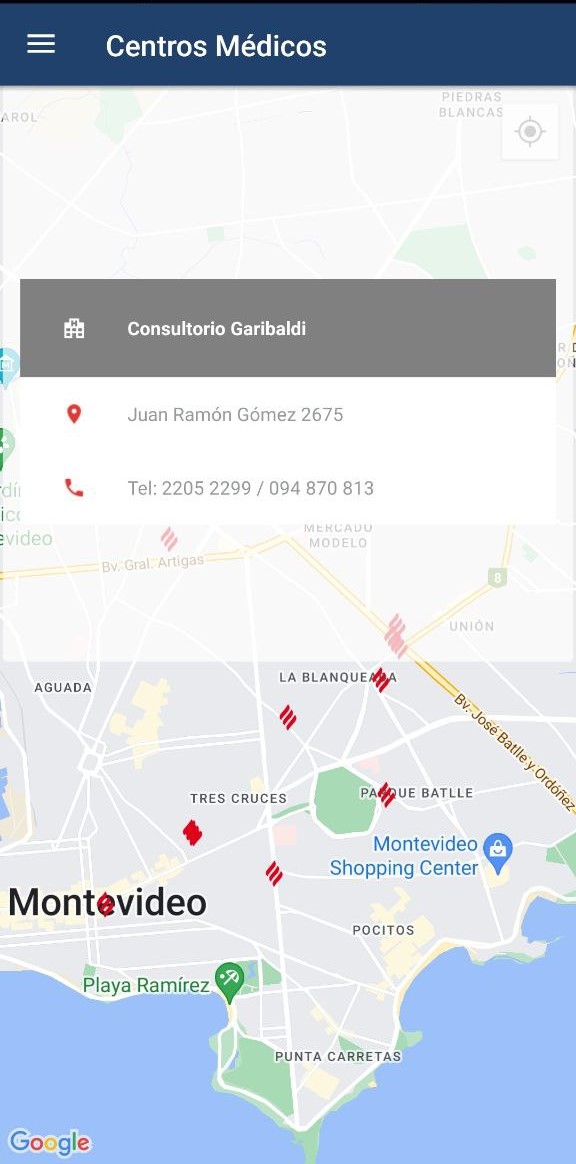 Centros Médicos
PIEDRAS
BLANCAS
AROL
Consultorio Garibaldi
Juan Ramón Gómez 2675
Tel: 2205 2299 / 094 870 813
evideo
MERCADO
MODELO
Bv. Gral. Artigas
8
UNIÓN
LA BLANQUEADA
AGUADA
Bv. José Batlle y Ordóñez
TRES CRUCES
PARQUE BATLLE
Montevideo
Shopping Center
Montevideo
POCITOS
Playa Ramírez
PUNTA CARRETAS
Google